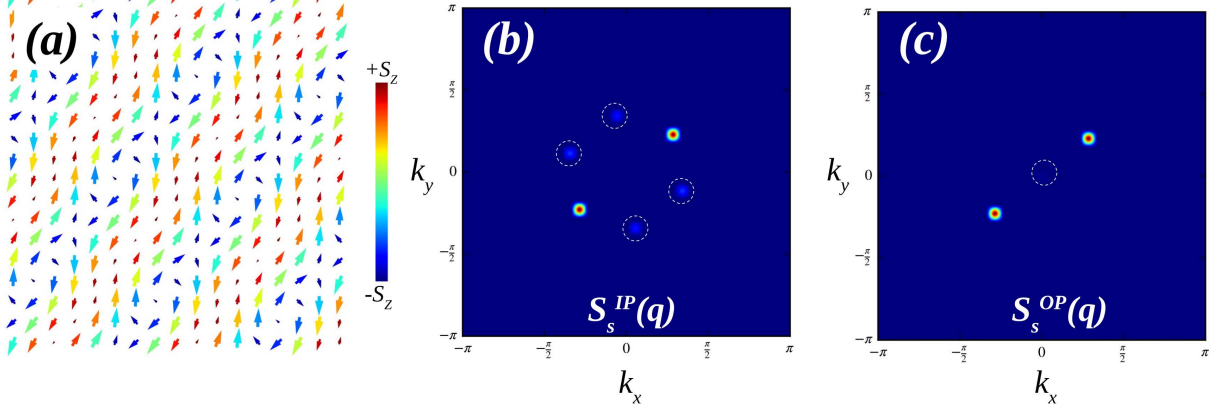 (a)
+S_Z
-S_Z
(b)
π
π/2
0
−π/2
−π
k_y
S_s^IP(q)
−π
−π/2
0
π/2
π
k_x
(c)
π
π/2
0
−π/2
−π
k_y
S_s^OP(q)
−π
−π/2
0
π/2
π
k_x